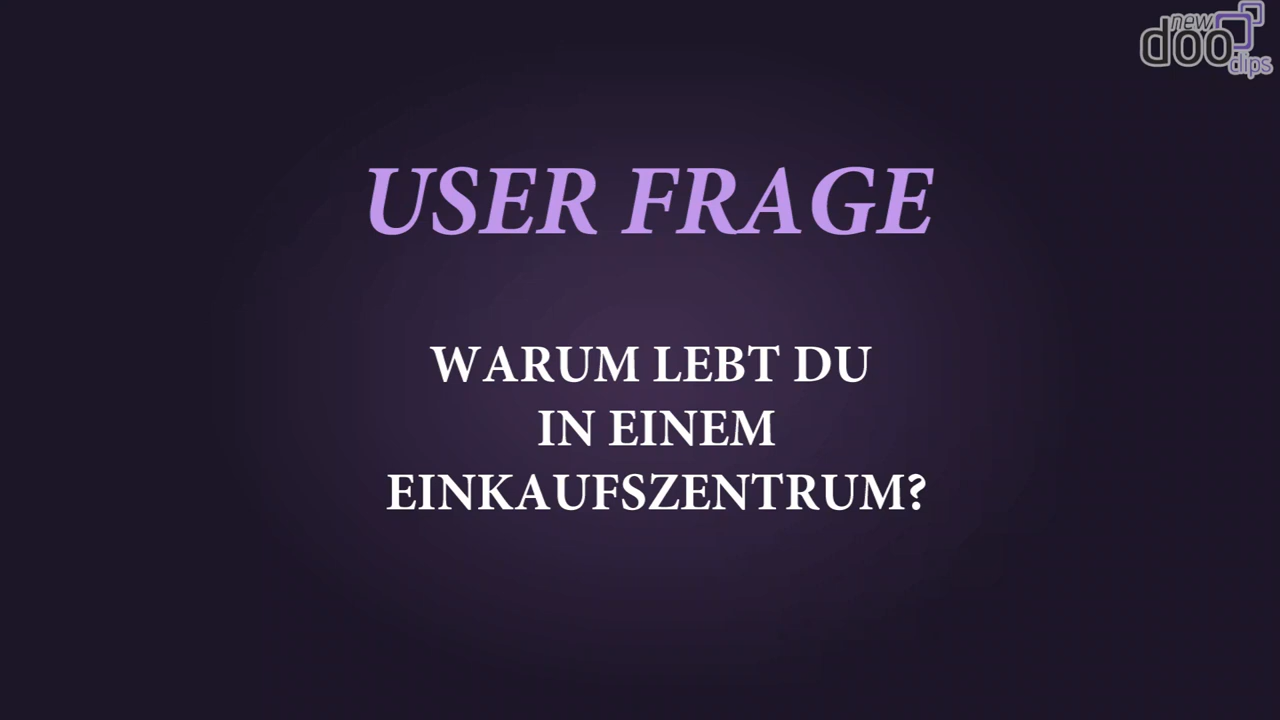 new
doo
clips
USER FRAGE
WARUM LEBT DU
IN EINEM
EINKAUFSZENTRUM?